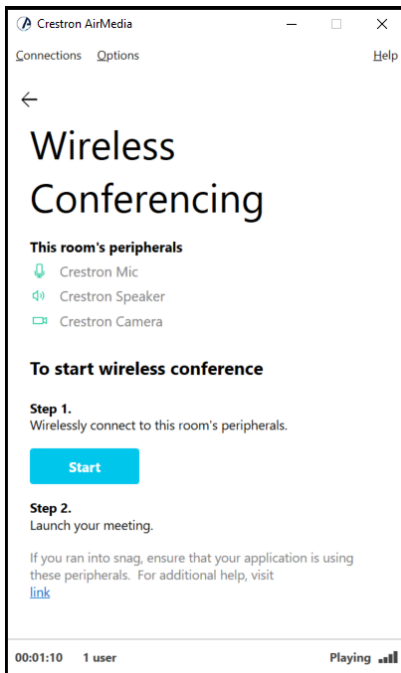 Crestron AirMedia
Connections Options Help
Wireless
Conferencing
This room's peripherals
Crestron Mic
Crestron Speaker
Crestron Camera
To start wireless conference
Step 1.
Wirelessly connect to this room's peripherals.
Start
Step 2.
Launch your meeting.
If you ran into snag, ensure that your application is using
these peripherals. For additional help, visit
link
00:01:10 1 user Playing